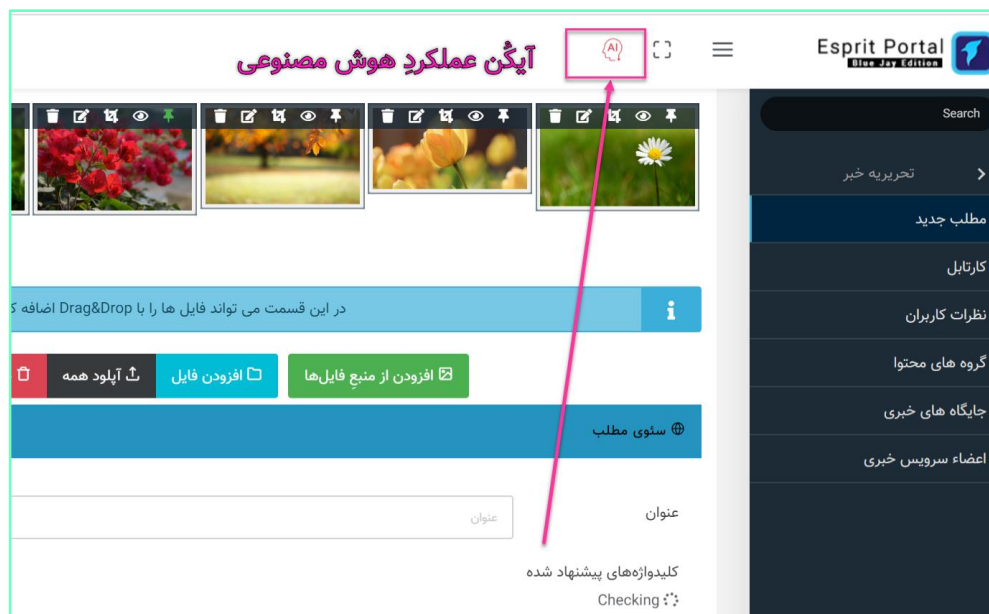 Esprit Portal
Blue Jay Edition
AI
آیکُن عملکردِ هوش مصنوعی
Search
تحریریه خبر
مطلب جدید
کارتابل
نظرات کاربران
گروه های محتوا
جایگاه های خبری
اعضاء سرویس خبری
در این قسمت می تواند فایل ها را با Drag&Drop اضافه
افزودن از منبعِ فایل‌ها
افزودن فایل
آپلود همه
سئوی مطلب
عنوان
عنوان
کلیدواژه‌های پیشنهاد شده
Checking